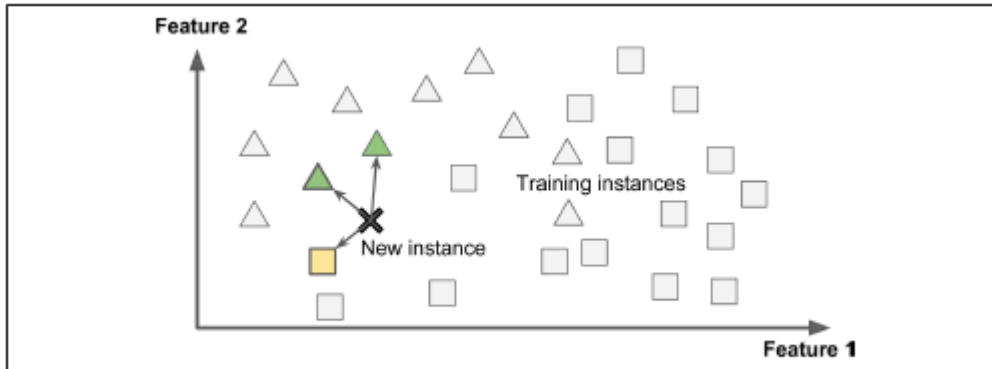 Feature 2
Training instances
New instance
Feature 1